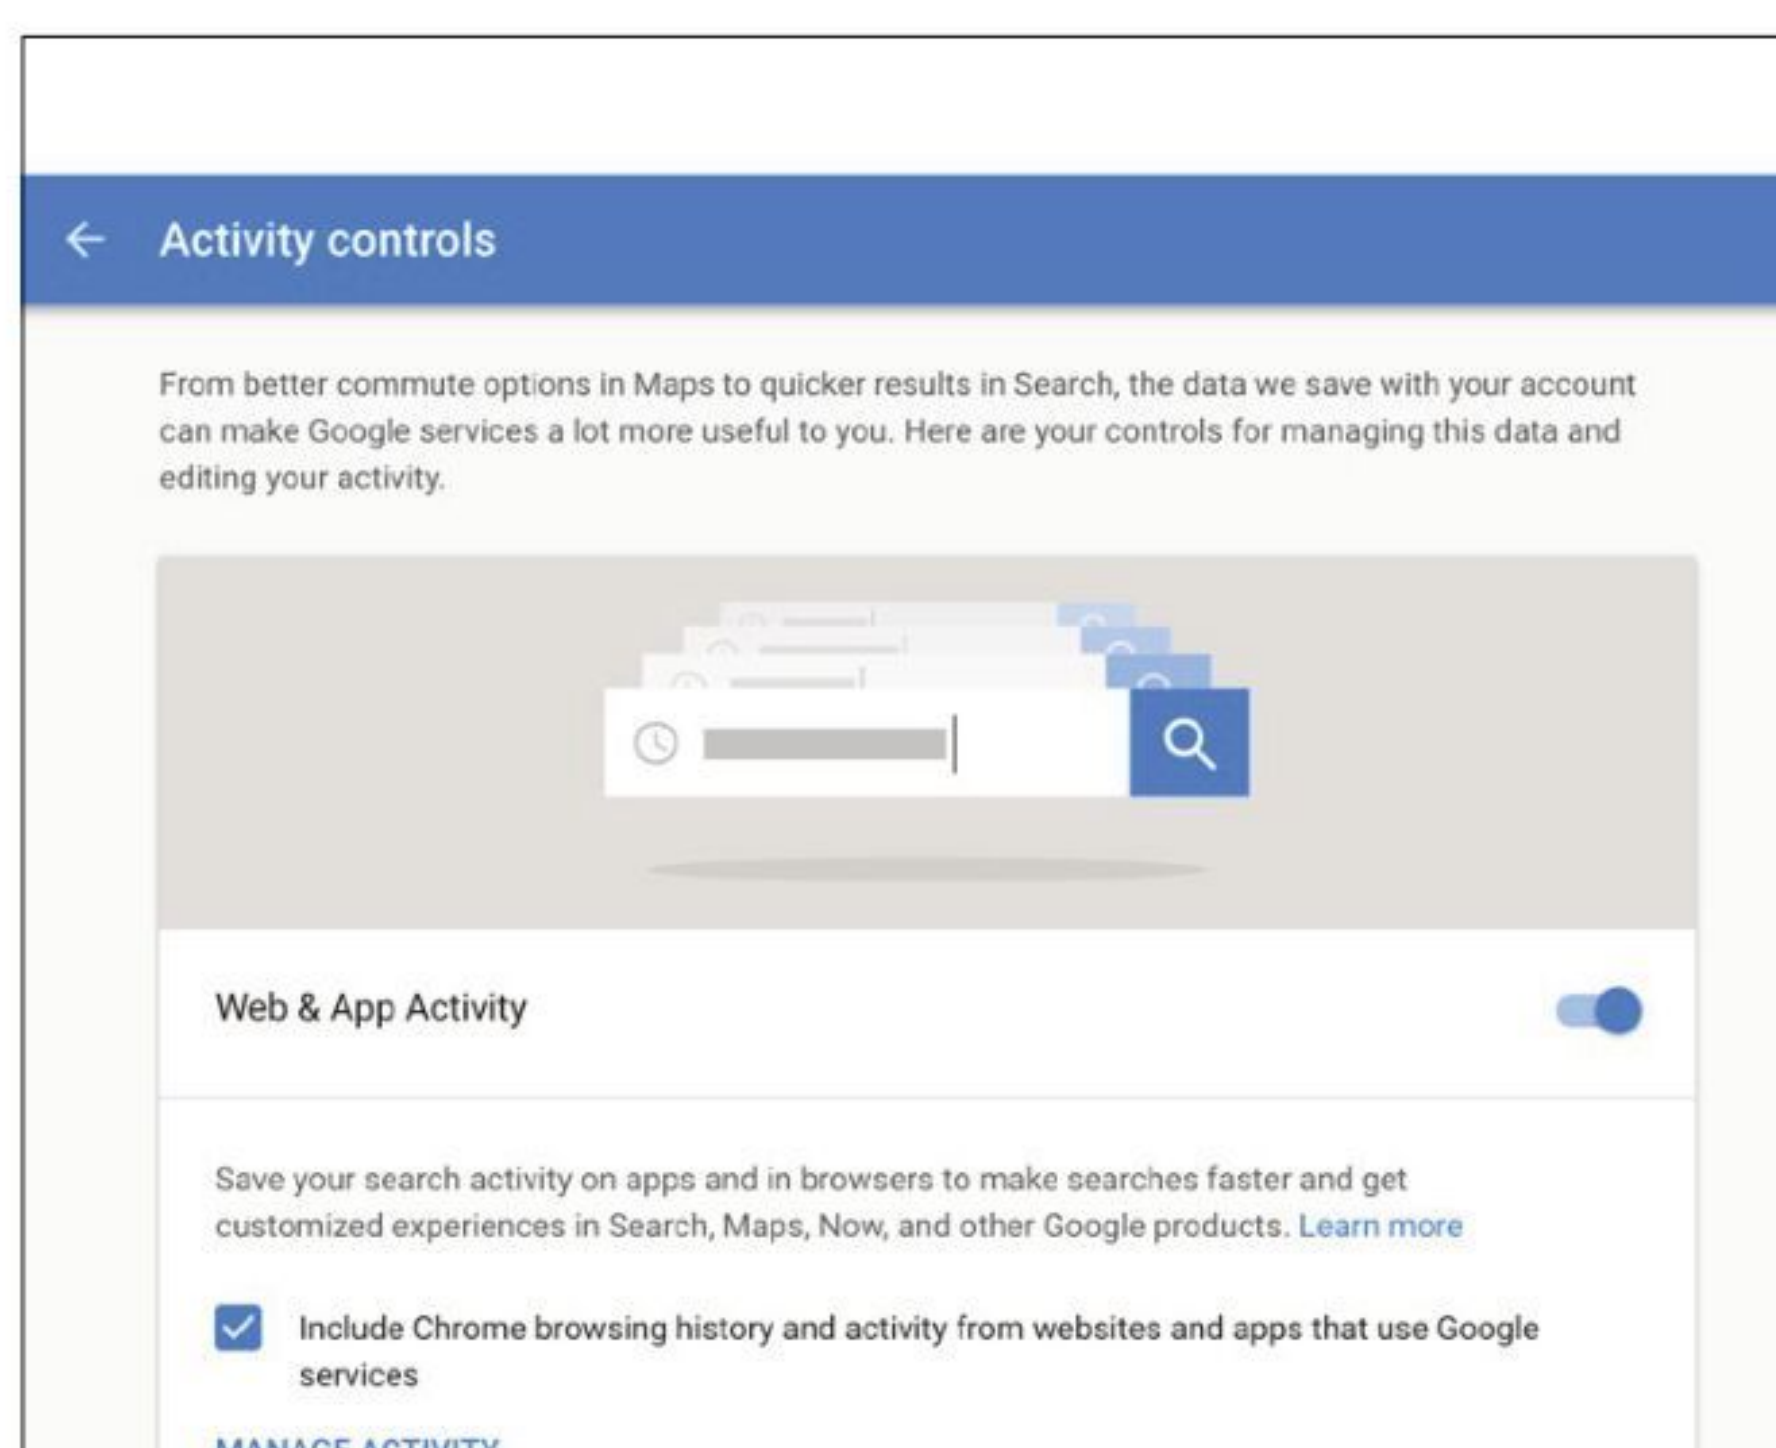 Activity controls
From better commute options in Maps to quicker results in Search, the data we save with your account
can make Google services a lot more useful to you. Here are your controls for managing this data and
editing your activity.
Web & App Activity
Save your search activity on apps and in browsers to make searches faster and get
customized experiences in Search, Maps, Now, and other Google products. Learn more
Include Chrome browsing history and activity from websites and apps that use Google
services
MANAGE ACTIVITY